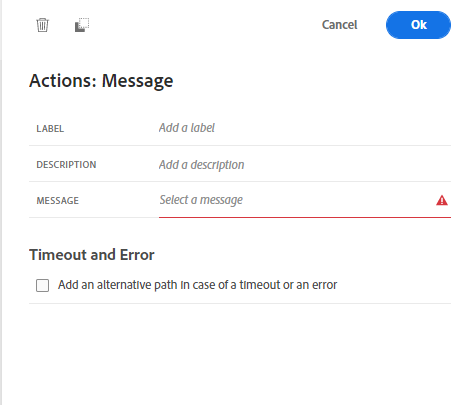 Cancel
Ok
Actions: Message
LABEL
Add a label
DESCRIPTION
Add a description
MESSAGE
Select a message
Timeout and Error
Add an alternative path in case of a timeout or an error